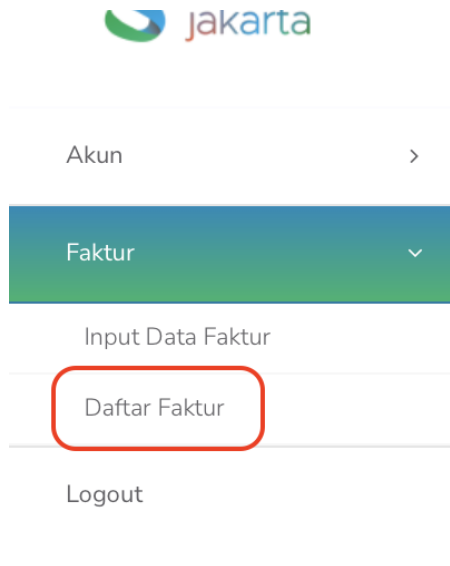 jakarta
Akun
Faktur
Input Data Faktur
Daftar Faktur
Logout